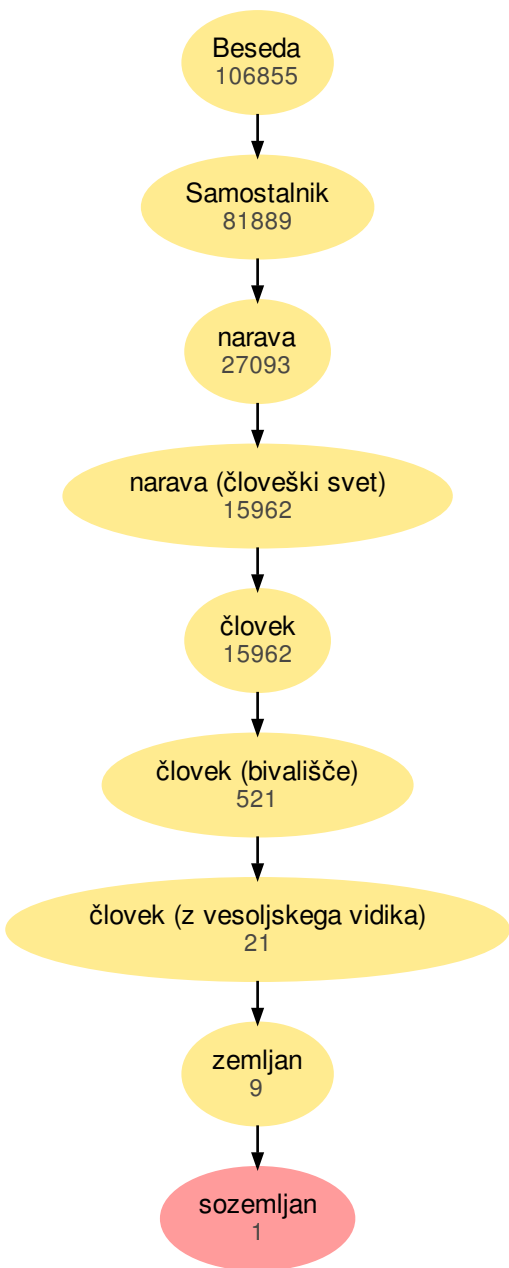 Beseda
106855
Samostalnik
81889
narava
27093
narava (človeški svet)
15962
človek
15962
človek (bivališče)
521
človek (z vesoljskega vidika)
21
zemljan
9
sozemljan
1